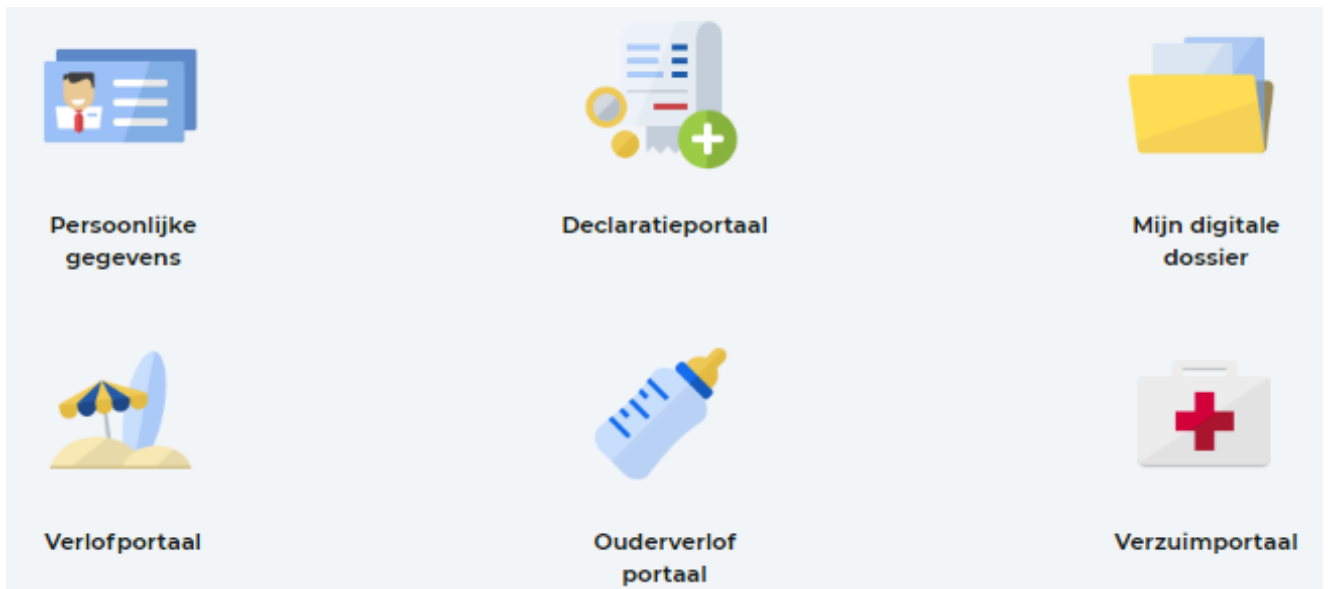 Persoonlijke
gegevens
Declaratieportaal
Mijn digitale
dossier
Verlofportaal
Ouderverlof
portaal
Verzuimportaal